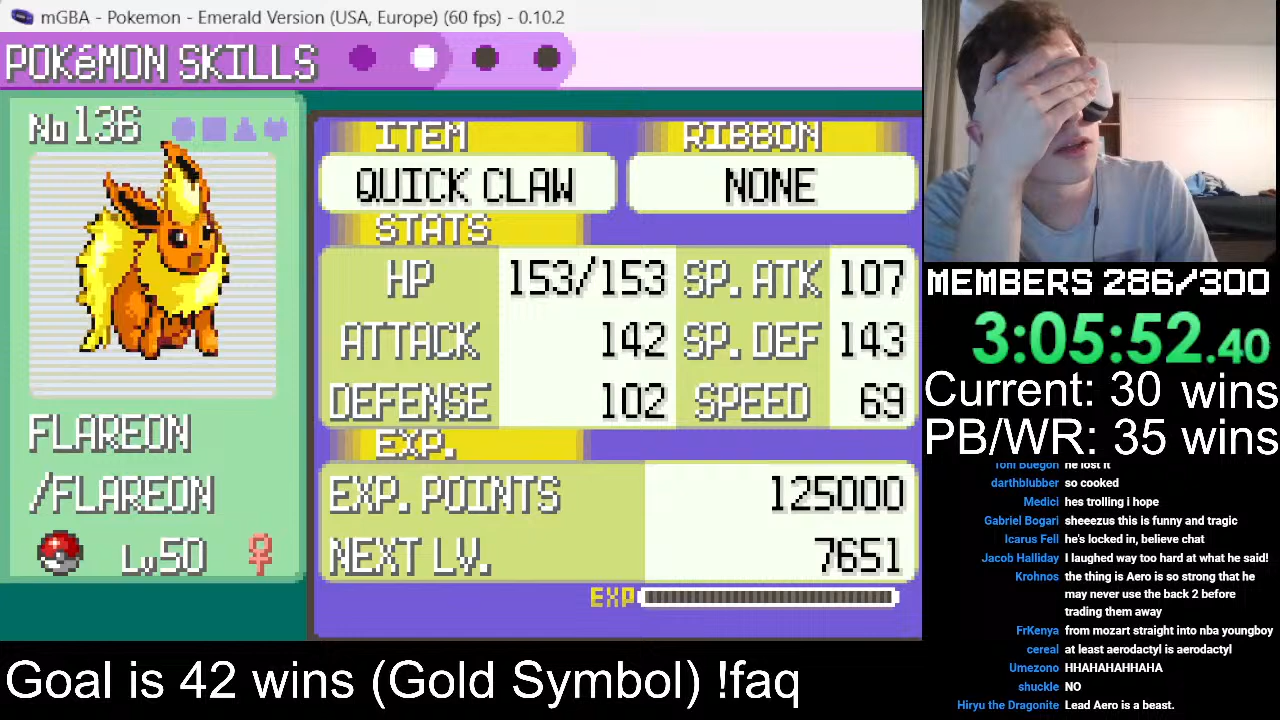 mGBA - Pokemon - Emerald Version (USA, Europe) (60 fps) - 0.10.2
POKéMON SKILLS
No136
ITEM
RIBBON
QUICK CLAW
NONE
STATS
HP 153/153 SP. ATK 107
ATTACK 142 SP. DEF 143
DEFENSE 102 SPEED 69
EXP.
EXP. POINTS 125000
NEXT LV. 7651
EXP
FLAREON
/FLAREON
Lv50 ♀
MEMBERS 286/300
3:05:52.40
Current: 30 wins
PB/WR: 35 wins
Toni Buegon he lost it
darthblubber so cooked
Medici hes trolling i hope
Gabriel Bogari sheeezus this is funny and tragic
Icarus Fell he's locked in, believe chat
Jacob Halliday I laughed way too hard at what he said!
Krohnos the thing is Aero is so strong that he
may never use the back 2 before
trading them away
FrKenya from mozart straight into nba youngboy
cereal at least aerodactyl is aerodactyl
Umezono HHAHAHAHHAHA
shuckle NO
Hiryu the Dragonite Lead Aero is a beast.
Goal is 42 wins (Gold Symbol) !faq